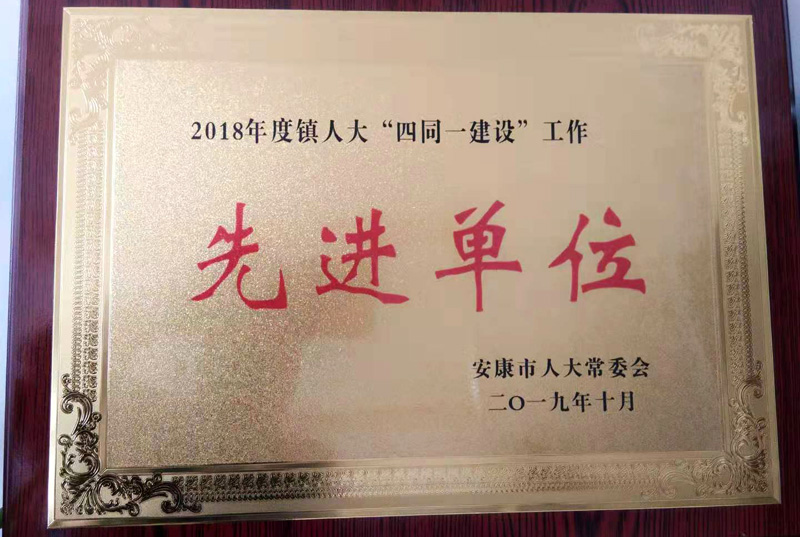 2018年度镇人大“四同一建设”工作
先进单位
安康市人大常委会
二〇一九年十月